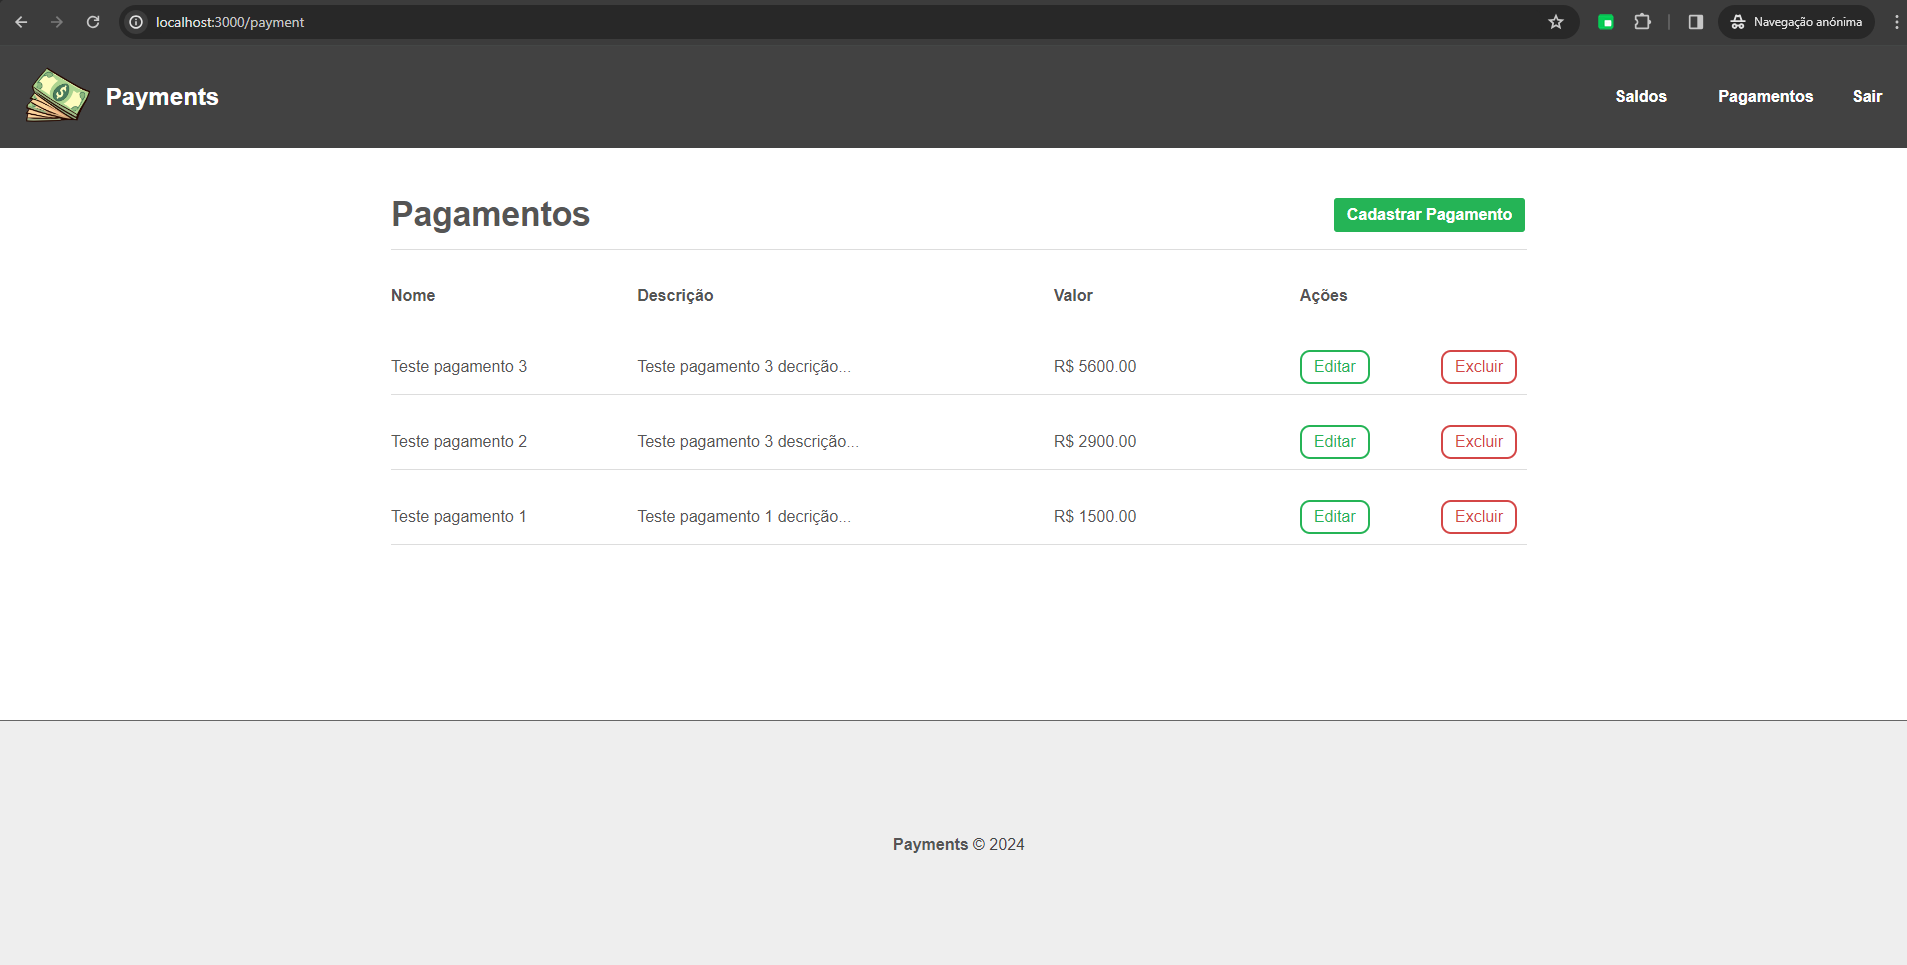 localhost:3000/payment
Navegação anónima
Payments
Saldos Pagamentos Sair
Pagamentos
Cadastrar Pagamento
Nome Descrição Valor Ações
Teste pagamento 3 Teste pagamento 3 decrição... R$ 5600.00 Editar Excluir
Teste pagamento 2 Teste pagamento 3 descrição... R$ 2900.00 Editar Excluir
Teste pagamento 1 Teste pagamento 1 decrição... R$ 1500.00 Editar Excluir
Payments © 2024